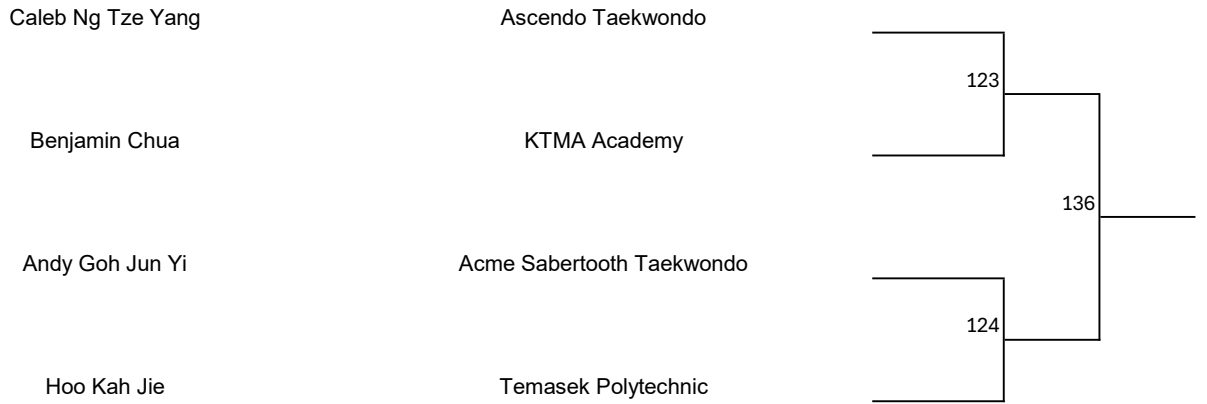 Caleb Ng Tze Yang Ascendo Taekwondo
123
Benjamin Chua KTMA Academy
136
Andy Goh Jun Yi Acme Sabertooth Taekwondo
124
Hoo Kah Jie Temasek Polytechnic